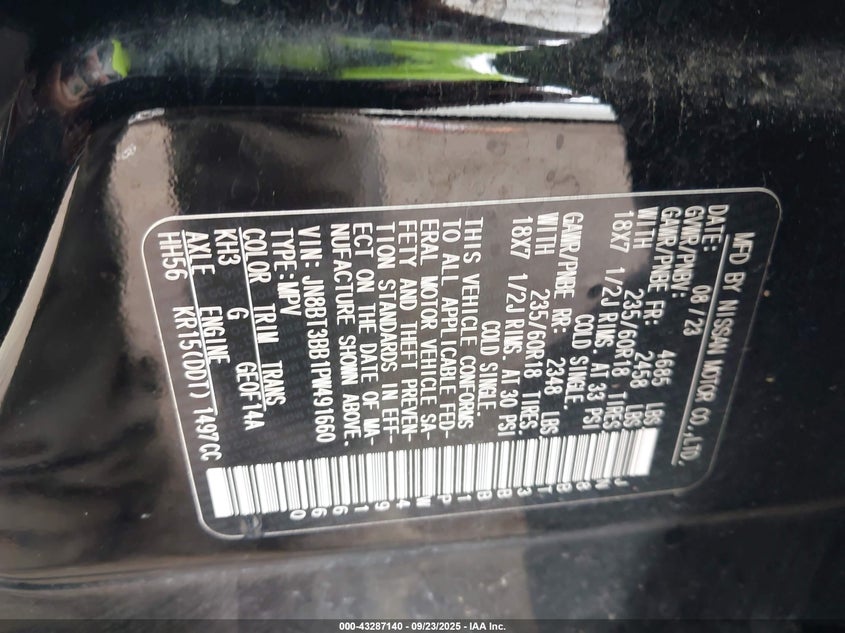 MFD BY NISSAN MOTOR CO.,LTD.
DATE: 08 / 23
GVWR/PNBV: 4685 LBS
GAWR/PNBE FR: 2458 LBS
WITH 235/60R18 TIRES
18X7 1/2J RIMS. AT 33 PSI
COLD SINGLE.
GAWR/PNBE RR: 2348 LBS
WITH 235/60R18 TIRES.
18X7 1/2J RIMS. AT 30 PSI
COLD SINGLE.
THIS VEHICLE CONFORMS
TO ALL APPLICABLE FED-
ERAL MOTOR VEHICLE SA-
FETY AND THEFT PREVEN-
TION STANDARDS IN EFF-
ECT ON THE DATE OF MA-
NUFACTURE SHOWN ABOVE.
VIN: JN8BT3BB1PW491660
TYPE:MPV
COLOR TRIM TRANS
KH3 G GE0F14A
AXLE ENGINE
HH56 KR15(DDT) 1497CC
JN8BT3BB1PW491660
000-43287140 - 09/23/2025 - IAA Inc.